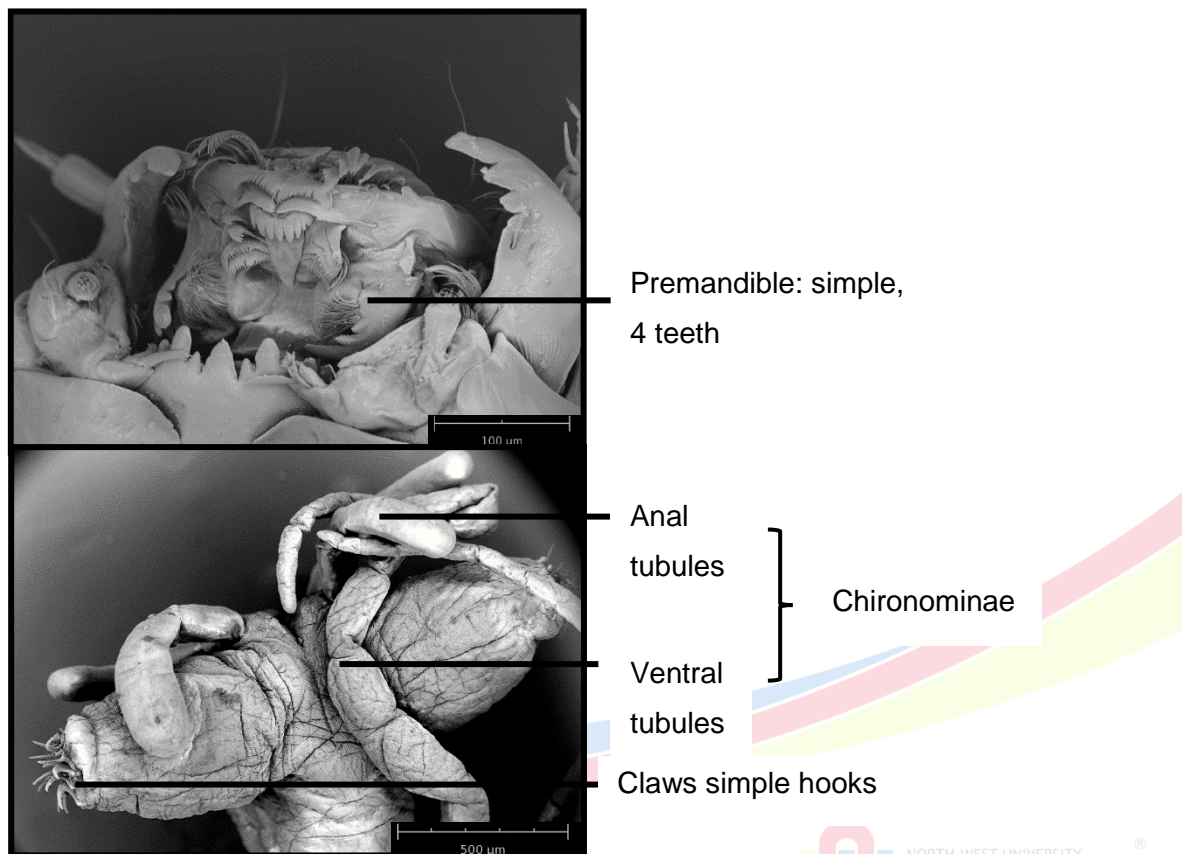 Premandible: simple,
4 teeth
100 µm
Anal
tubules
Chironominae
Ventral
tubules
Claws simple hooks
500 µm
NORTH-WEST UNIVERSITY
®